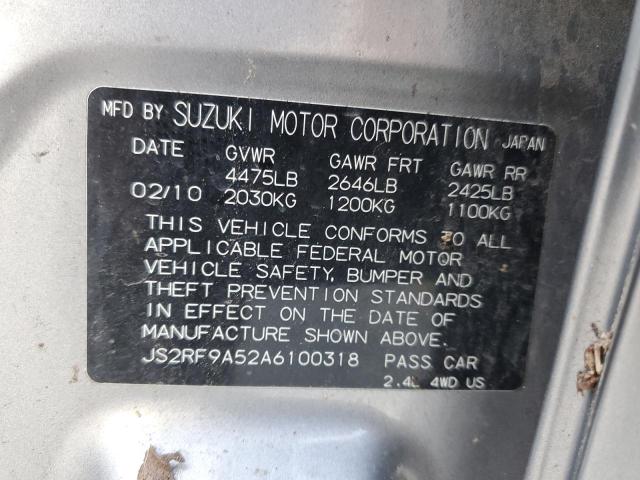 MFD BY SUZUKI MOTOR CORPORATION JAPAN
DATE GVWR GAWR FRT GAWR RR
4475LB 2646LB 2425LB
02/10 2030KG 1200KG 1100KG
THIS VEHICLE CONFORMS TO ALL
APPLICABLE FEDERAL MOTOR
VEHICLE SAFETY, BUMPER AND
THEFT PREVENTION STANDARDS
IN EFFECT ON THE DATE OF
MANUFACTURE SHOWN ABOVE.
JS2RF9A52A6100318 PASS CAR
2.4L 4WD US